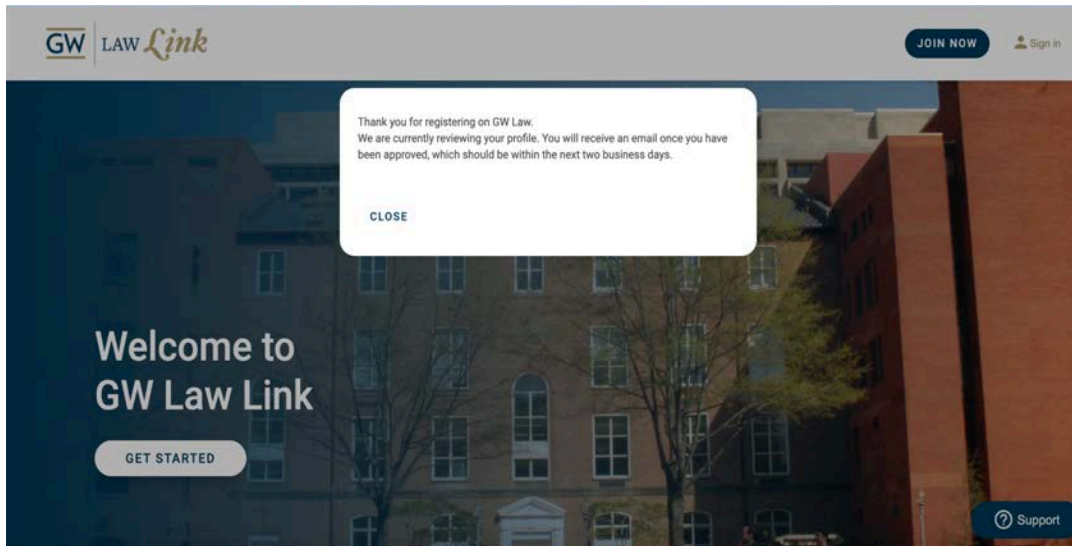 GW LAW Link
JOIN NOW
Sign in
Thank you for registering on GW Law.
We are currently reviewing your profile. You will receive an email once you have
been approved, which should be within the next two business days.
CLOSE
Welcome to
GW Law Link
GET STARTED
Support